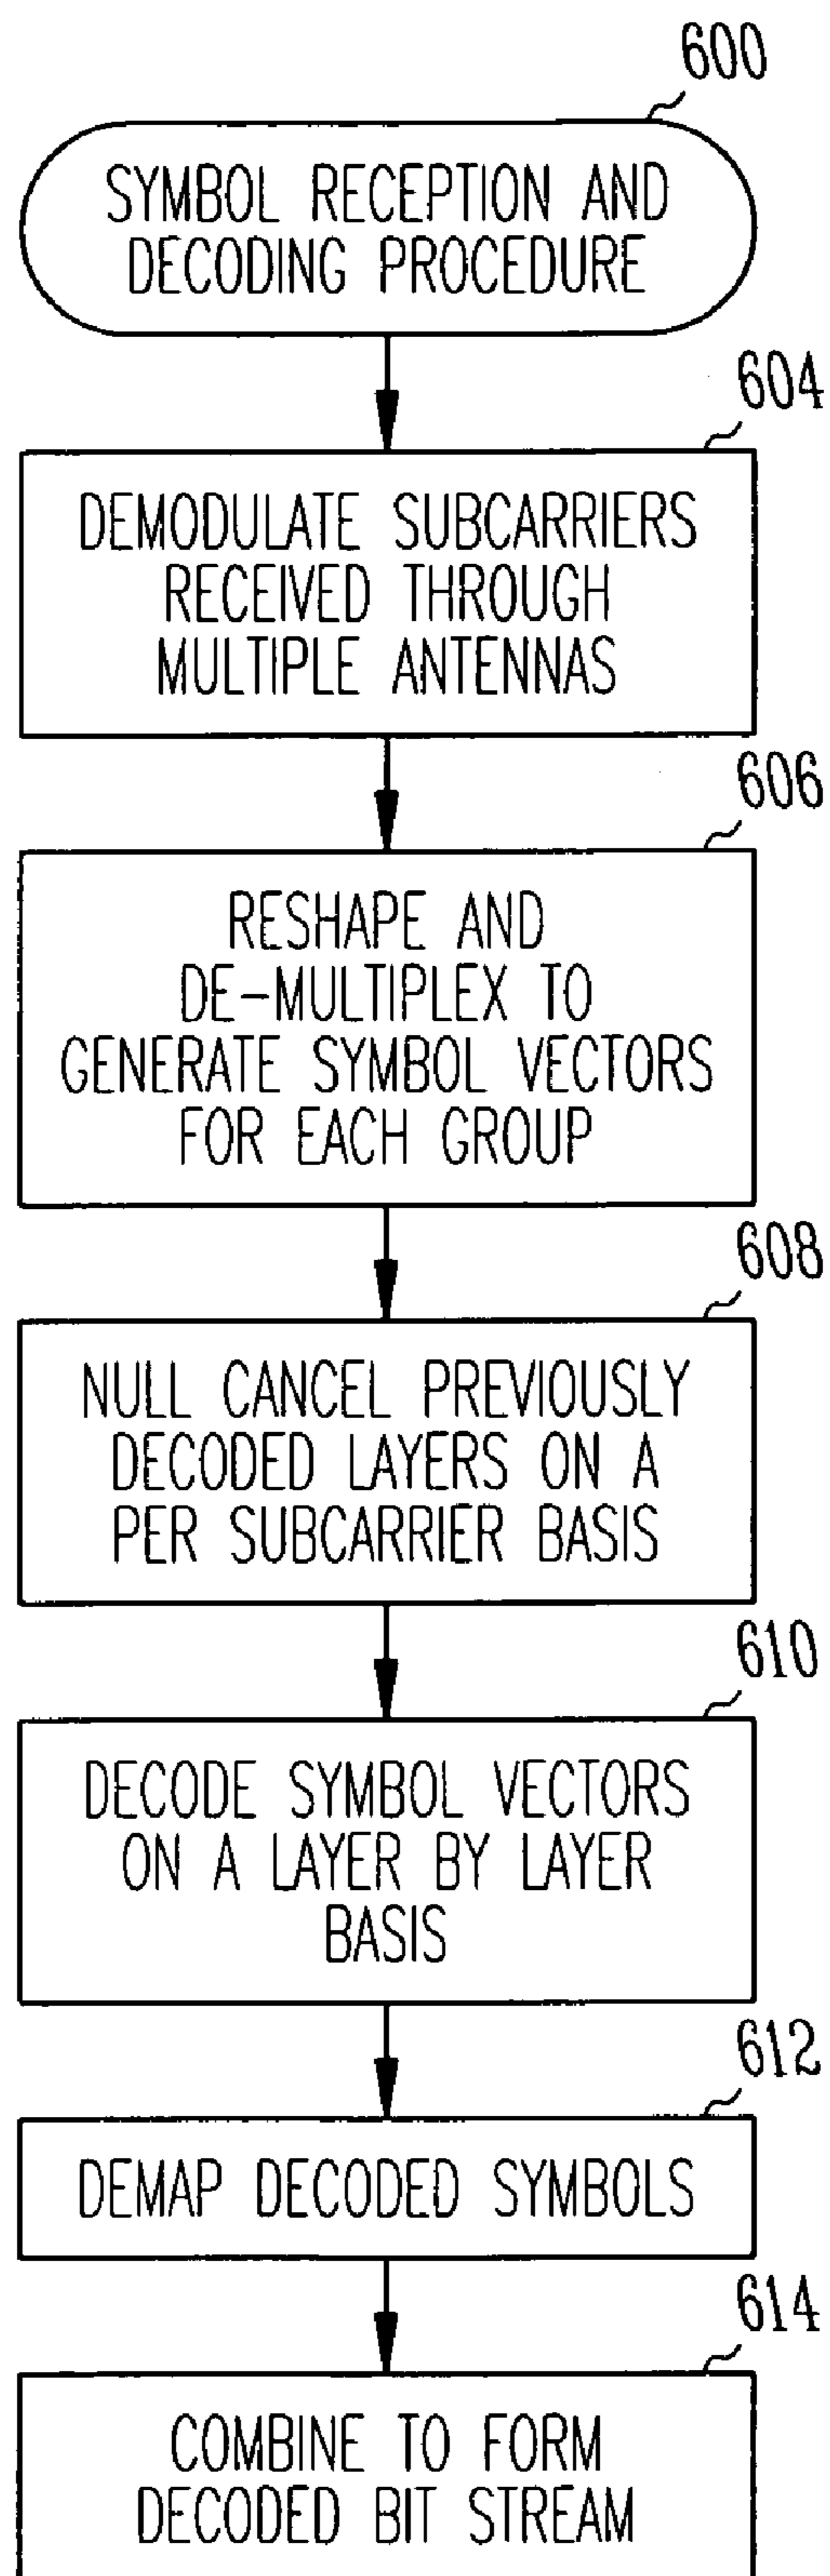 600
SYMBOL RECEPTION AND
DECODING PROCEDURE
604
DEMODULATE SUBCARRIERS
RECEIVED THROUGH
MULTIPLE ANTENNAS
606
RESHAPE AND
DE-MULTIPLEX TO
GENERATE SYMBOL VECTORS
FOR EACH GROUP
608
NULL CANCEL PREVIOUSLY
DECODED LAYERS ON A
PER SUBCARRIER BASIS
610
DECODE SYMBOL VECTORS
ON A LAYER BY LAYER
BASIS
612
DEMAP DECODED SYMBOLS
614
COMBINE TO FORM
DECODED BIT STREAM